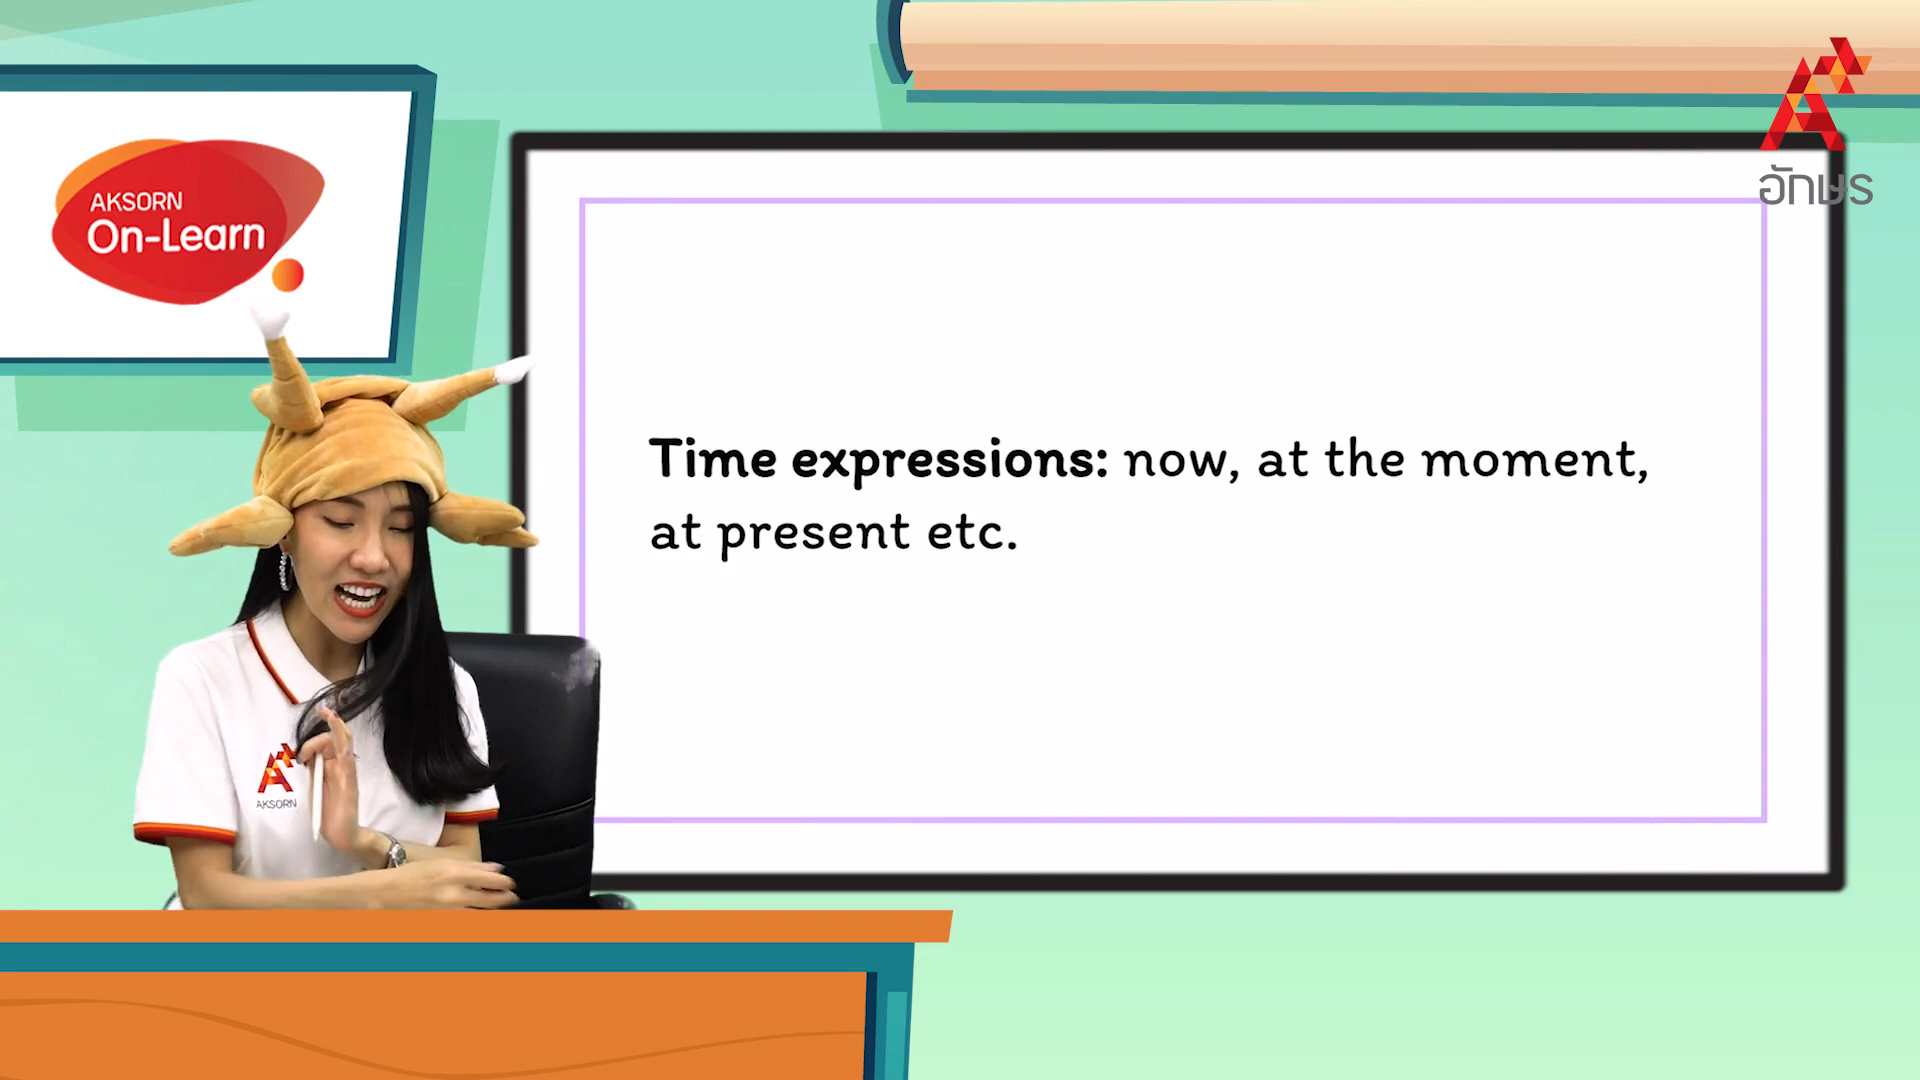 AKSORN
On-Learn
อักษร
Time expressions: now, at the moment,
at present etc.
AKSORN